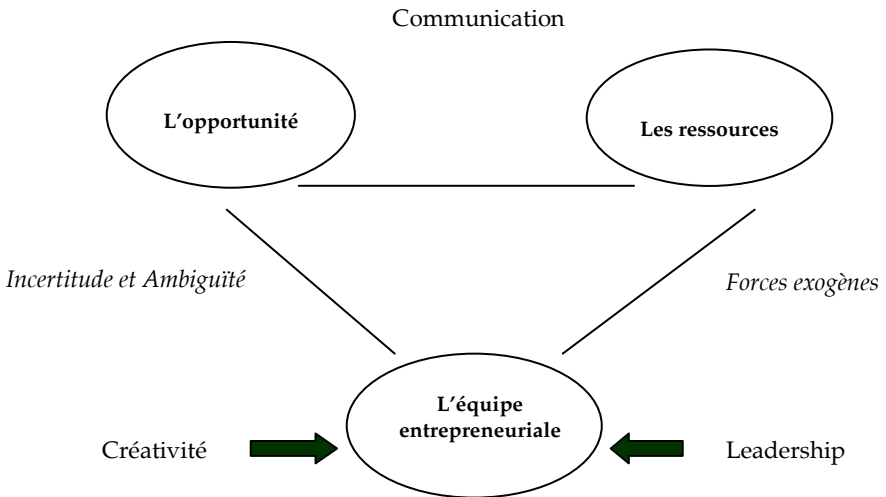 Communication
L'opportunité
Les ressources
Incertitude et Ambiguïté
Forces exogènes
L'équipe
entrepreneuriale
Créativité
Leadership